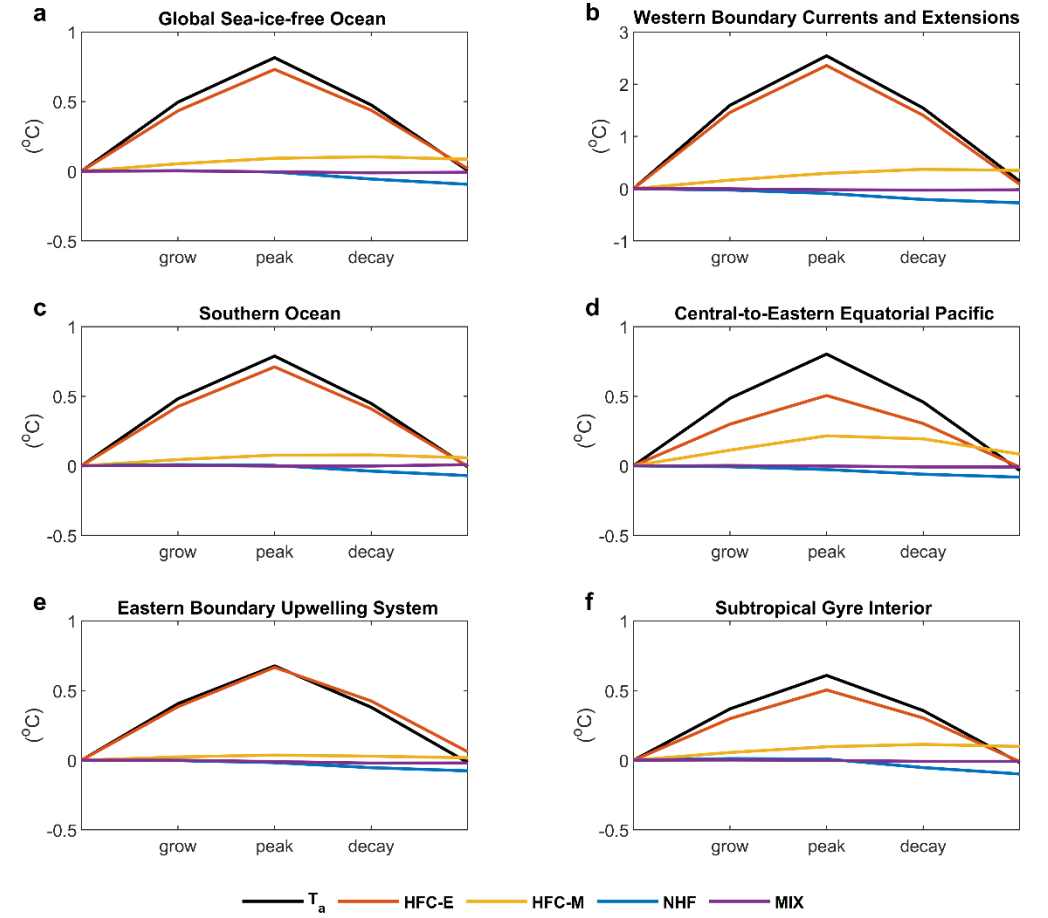 a Global Sea-ice-free Ocean
1
0.5
0
-0.5
(°C)
grow peak decay
b Western Boundary Currents and Extensions
3
2
1
0
-1
(°C)
grow peak decay
c Southern Ocean
1
0.5
0
-0.5
(°C)
grow peak decay
d Central-to-Eastern Equatorial Pacific
1
0.5
0
-0.5
(°C)
grow peak decay
e Eastern Boundary Upwelling System
1
0.5
0
-0.5
(°C)
grow peak decay
f Subtropical Gyre Interior
1
0.5
0
-0.5
(°C)
grow peak decay
Ta HFC-E HFC-M NHF MIX